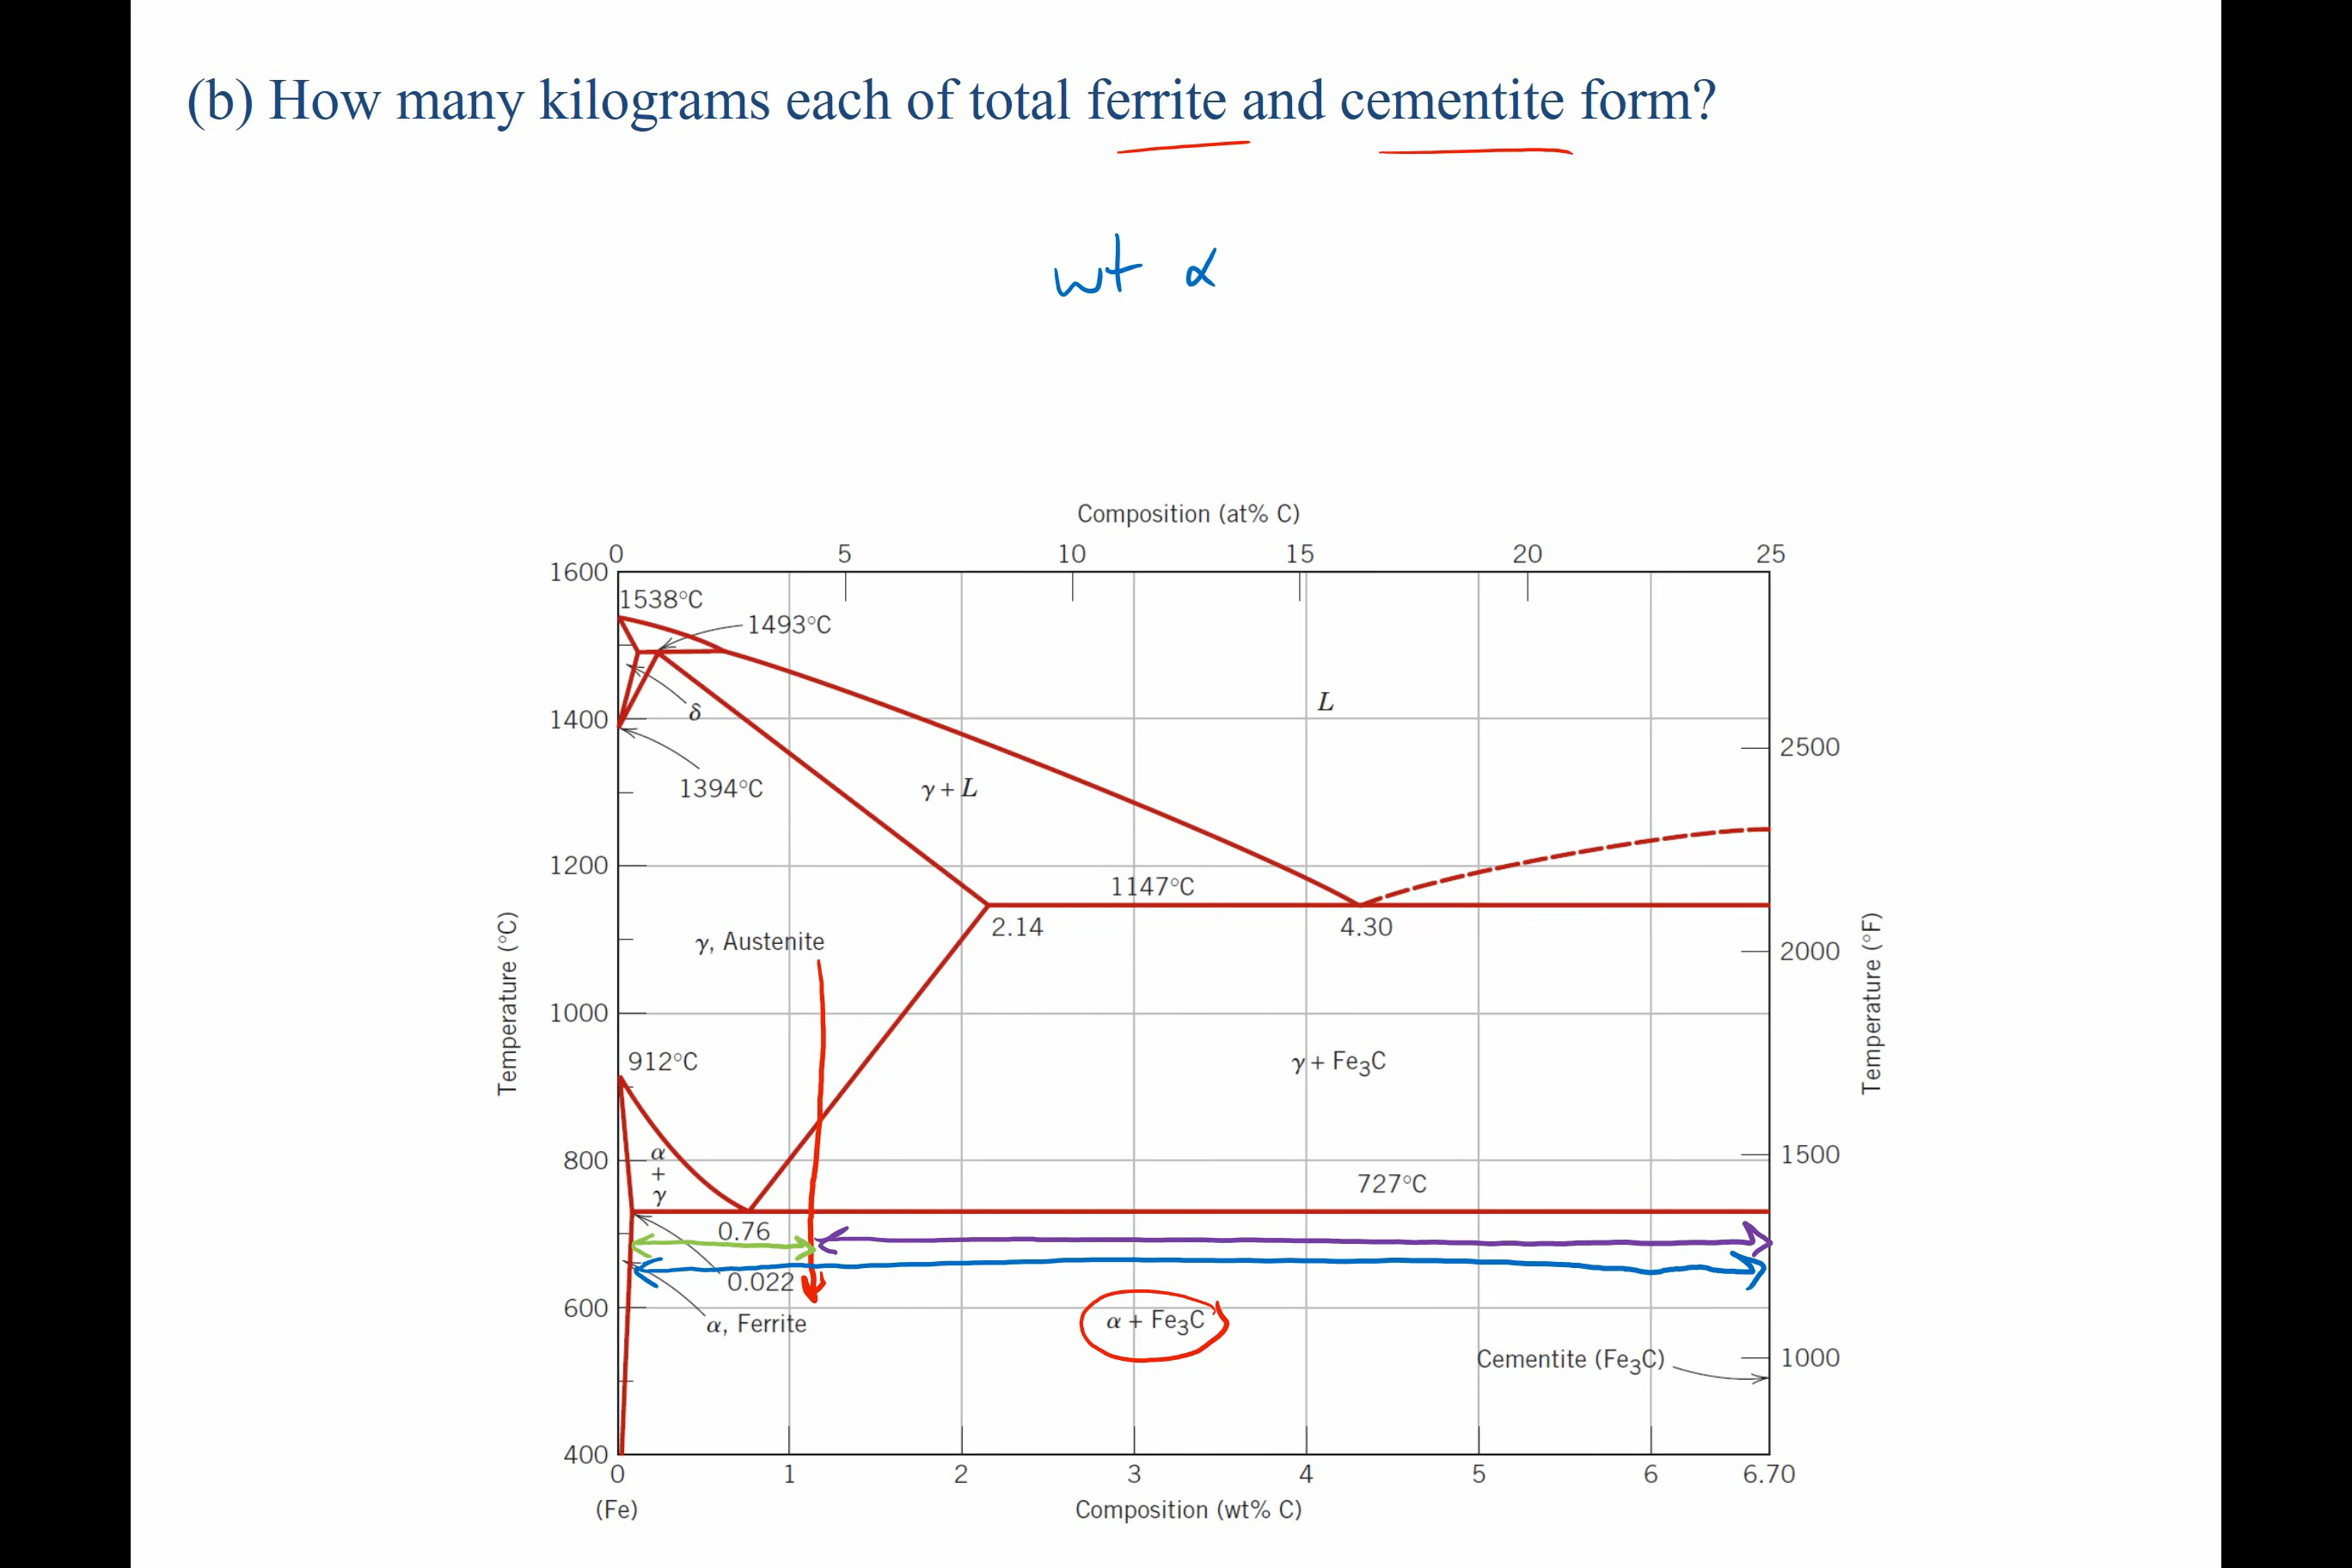 (b) How many kilograms each of total ferrite and cementite form?
wt α
Composition (at% C)
0 5 10 15 20 25
1600
1538°C
1493°C
δ
L
1400
2500
1394°C
γ + L
1200
1147°C
2.14
4.30
γ, Austenite
2000
Temperature (°C)
Temperature (°F)
1000
912°C
γ + Fe₃C
800
α
+
γ
1500
727°C
0.76
0.022
600
α, Ferrite
α + Fe₃C
Cementite (Fe₃C)
1000
400
0 1 2 3 4 5 6 6.70
(Fe)
Composition (wt% C)